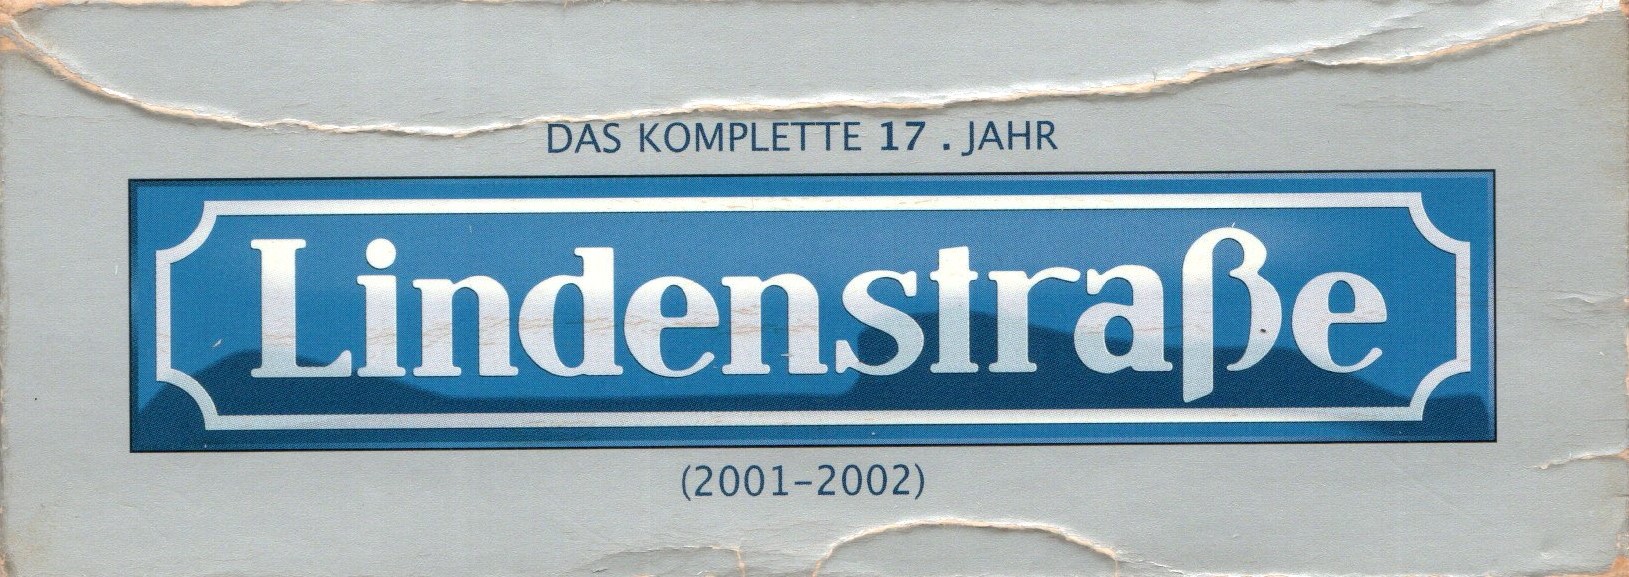 DAS KOMPLETTE 17. JAHR
Lindenstraße
(2001-2002)